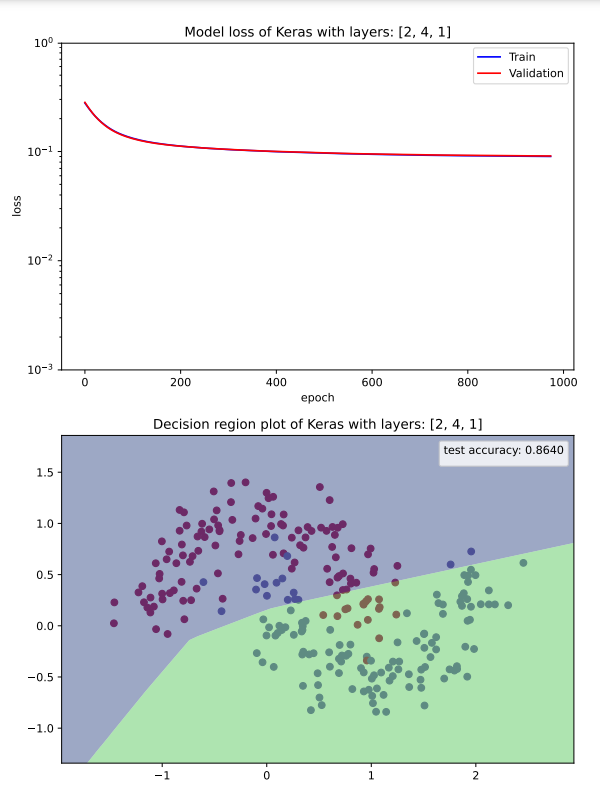 Model loss of Keras with layers: [2, 4, 1]
10⁰
Train
Validation
10⁻¹
loss
10⁻²
10⁻³
0 200 400 600 800 1000
epoch
Decision region plot of Keras with layers: [2, 4, 1]
test accuracy: 0.8640
1.5
1.0
0.5
0.0
−0.5
−1.0
−1 0 1 2